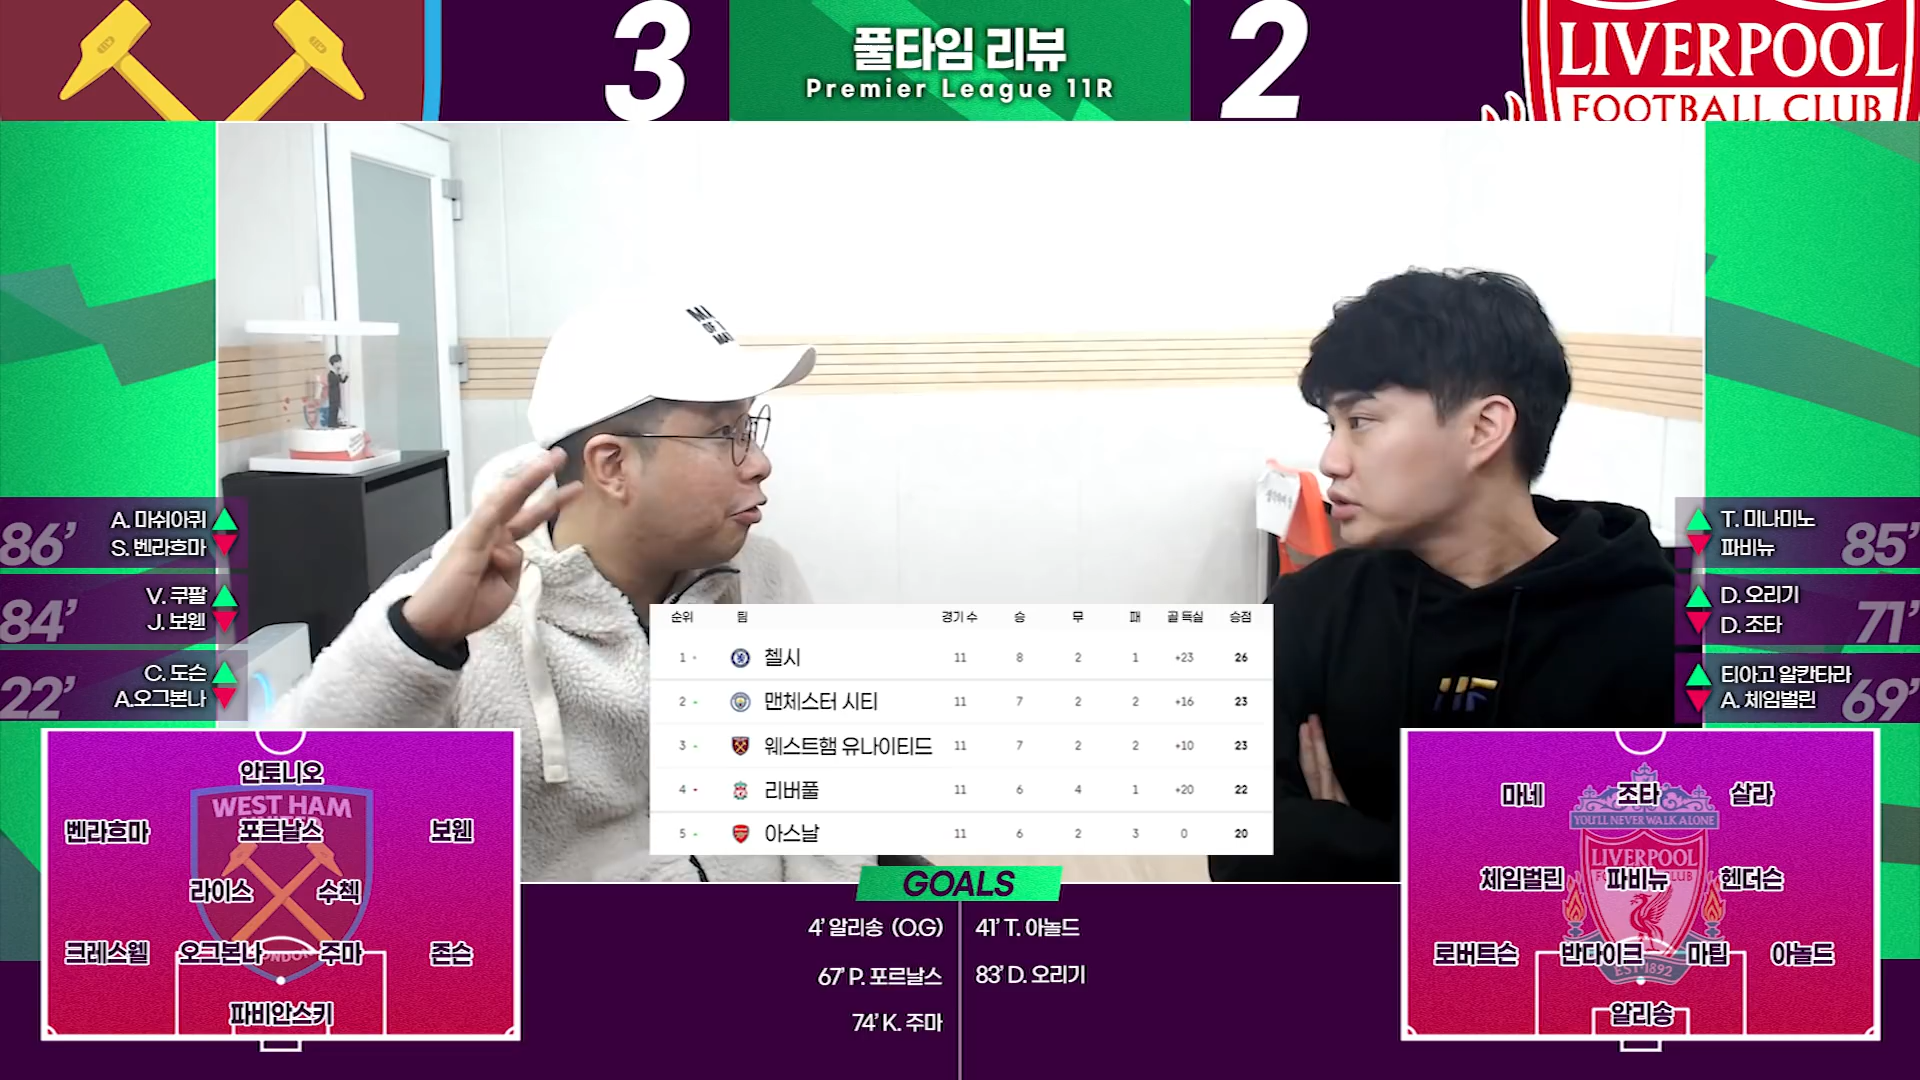 3
풀타임 리뷰
Premier League 11R
2
LIVERPOOL
FOOTBALL CLUB
86’
A. 마쉬아퀴
S. 벤라흐마
84’
V. 쿠팔
J. 보웬
22’
C. 도슨
A.오그본나
T. 미나미노
파비뉴
85’
D. 오리기
D. 조타
71’
티아고 알칸타라
A. 체임벌린
69’
순위 팀 경기 수 승 무 패 골 득실 승점
1 첼시 11 8 2 1 +23 26
2 맨체스터 시티 11 7 2 2 +16 23
3 웨스트햄 유나이티드 11 7 2 2 +10 23
4 리버풀 11 6 4 1 +20 22
5 아스날 11 6 2 3 0 20
안토니오
WEST HAM
벤라흐마 포르날스 보웬
라이스 수첵
크레스웰 오그본나 주마 존슨
파비안스키
마네 조타 살라
YOU'LL NEVER WALK ALONE
LIVERPOOL
체임벌린 파비뉴 헨더슨
로버트슨 반다이크 마팁 아놀드
EST·1892
알리송
GOALS
4’ 알리송 (O.G)
67’ P. 포르날스
74’ K. 주마
41’ T. 아놀드
83’ D. 오리기